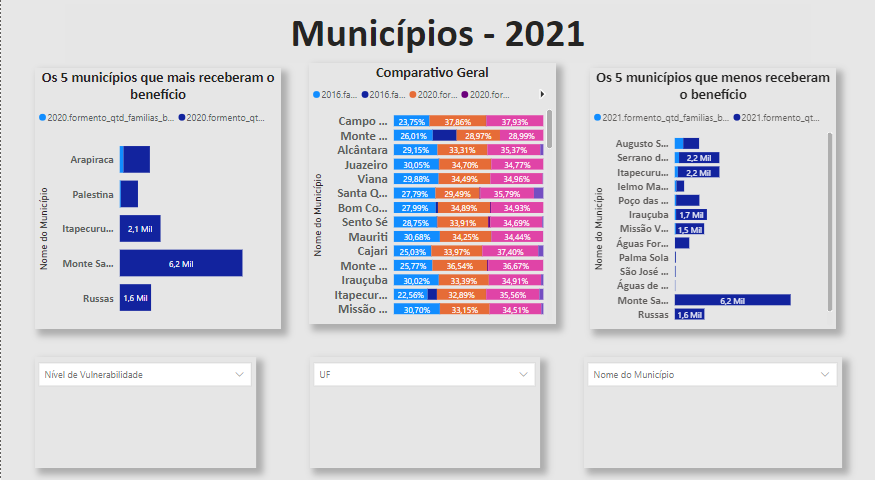 Municípios - 2021
Os 5 municípios que mais receberam o
benefício
2020.formento_qtd_familias_b...
2020.formento_qt...
Nome do Município
Arapiraca
Palestina
Itapecuru...
2,1 Mil
Monte Sa...
6,2 Mil
Russas
1,6 Mil
Comparativo Geral
2016.fa...
2016.fa...
2020.for...
2020.for...
Nome do Município
Campo ...
23,75%
37,86%
37,93%
Monte ...
26,01%
28,97%
28,99%
Alcântara
29,15%
33,31%
35,37%
Juazeiro
30,05%
34,70%
34,77%
Viana
29,88%
34,49%
34,96%
Santa Q...
27,79%
29,49%
35,79%
Bom Co...
27,99%
34,89%
34,93%
Sento Sé
28,75%
33,91%
34,69%
Mauriti
30,68%
34,25%
34,44%
Cajari
25,03%
33,97%
37,40%
Monte ...
25,77%
36,54%
36,67%
Irauçuba
30,02%
33,39%
34,91%
Itapecur...
22,56%
32,89%
35,56%
Missão ...
30,70%
33,15%
34,51%
Os 5 municípios que menos receberam
o benefício
2021.formento_qtd_familias_b...
2021.formento_qt...
Nome do Município
Augusto S...
Serrano d...
2,2 Mil
Itapecuru...
2,2 Mil
Ielmo Ma...
Poço das ...
Irauçuba
1,7 Mil
Missão V...
1,5 Mil
Águas For...
Palma Sola
São José ...
Águas de ...
Monte Sa...
6,2 Mil
Russas
1,6 Mil
Nível de Vulnerabilidade
UF
Nome do Município